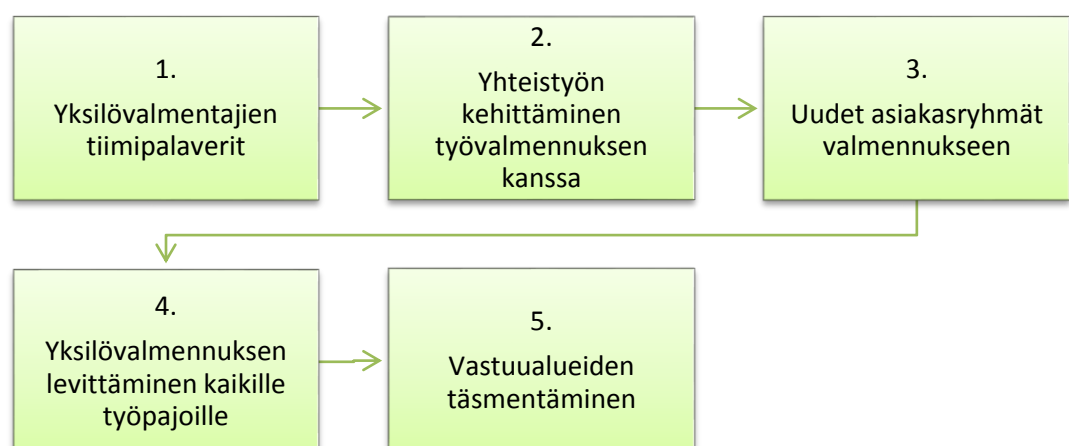 1.
Yksilövalmentajien
tiimipalaverit
2.
Yhteistyön
kehittäminen
työvalmennuksen
kanssa
3.
Uudet asiakasryhmät
valmennukseen
4.
Yksilövalmennuksen
levittäminen kaikille
työpajoille
5.
Vastuualueiden
täsmentäminen